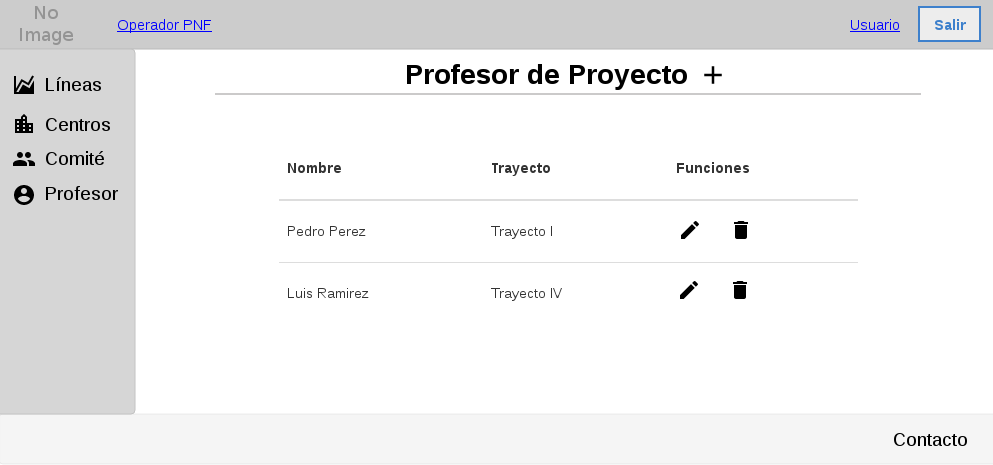 No
Image
Operador PNF
Usuario
Salir
Líneas
Centros
Comité
Profesor
Profesor de Proyecto +
Nombre Trayecto Funciones
Pedro Perez Trayecto I
Luis Ramirez Trayecto IV
Contacto